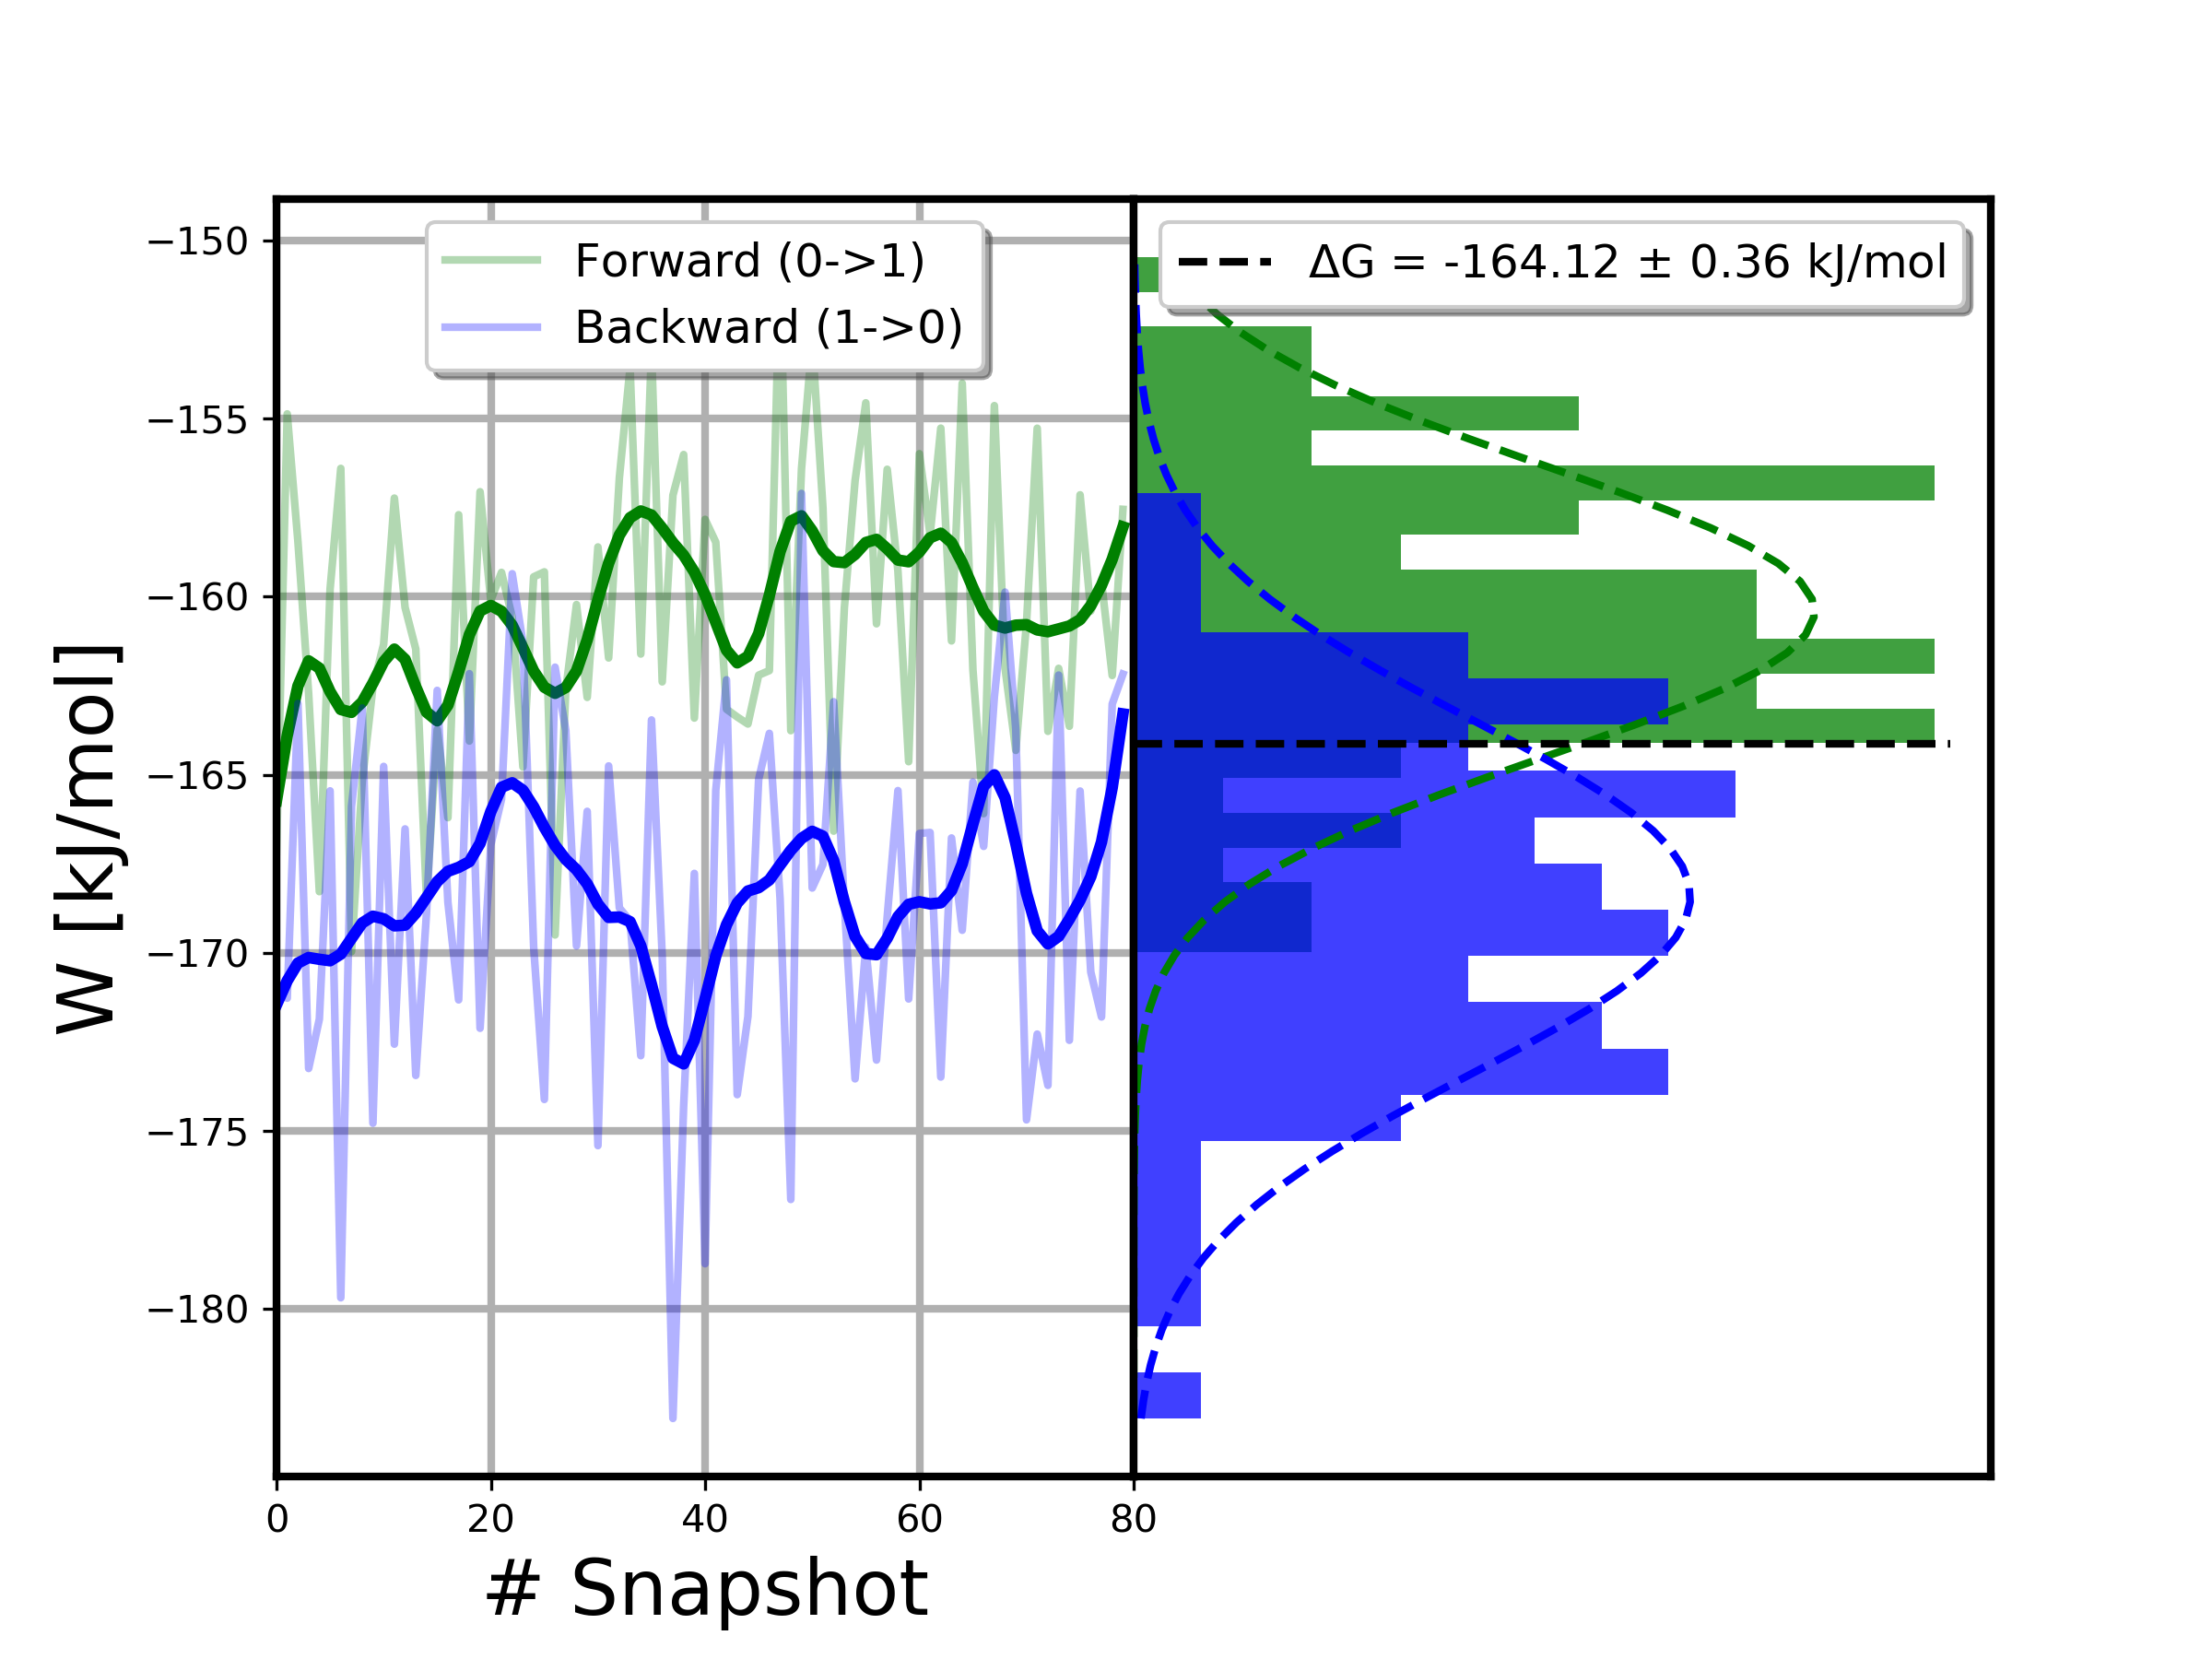 Forward (0->1)
Backward (1->0)
ΔG = -164.12 ± 0.36 kJ/mol
W [kJ/mol]
−150
−155
−160
−165
−170
−175
−180
0 20 40 60 80
# Snapshot